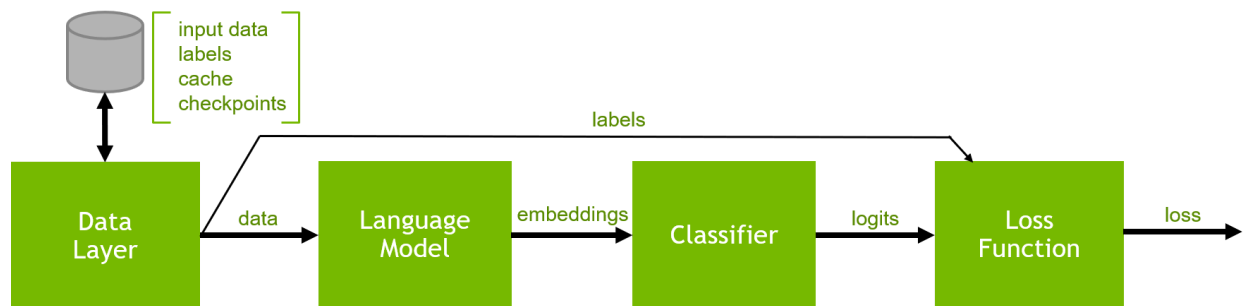 input data
labels
cache
checkpoints
labels
Data
Layer
data
Language
Model
embeddings
Classifier
logits
Loss
Function
loss